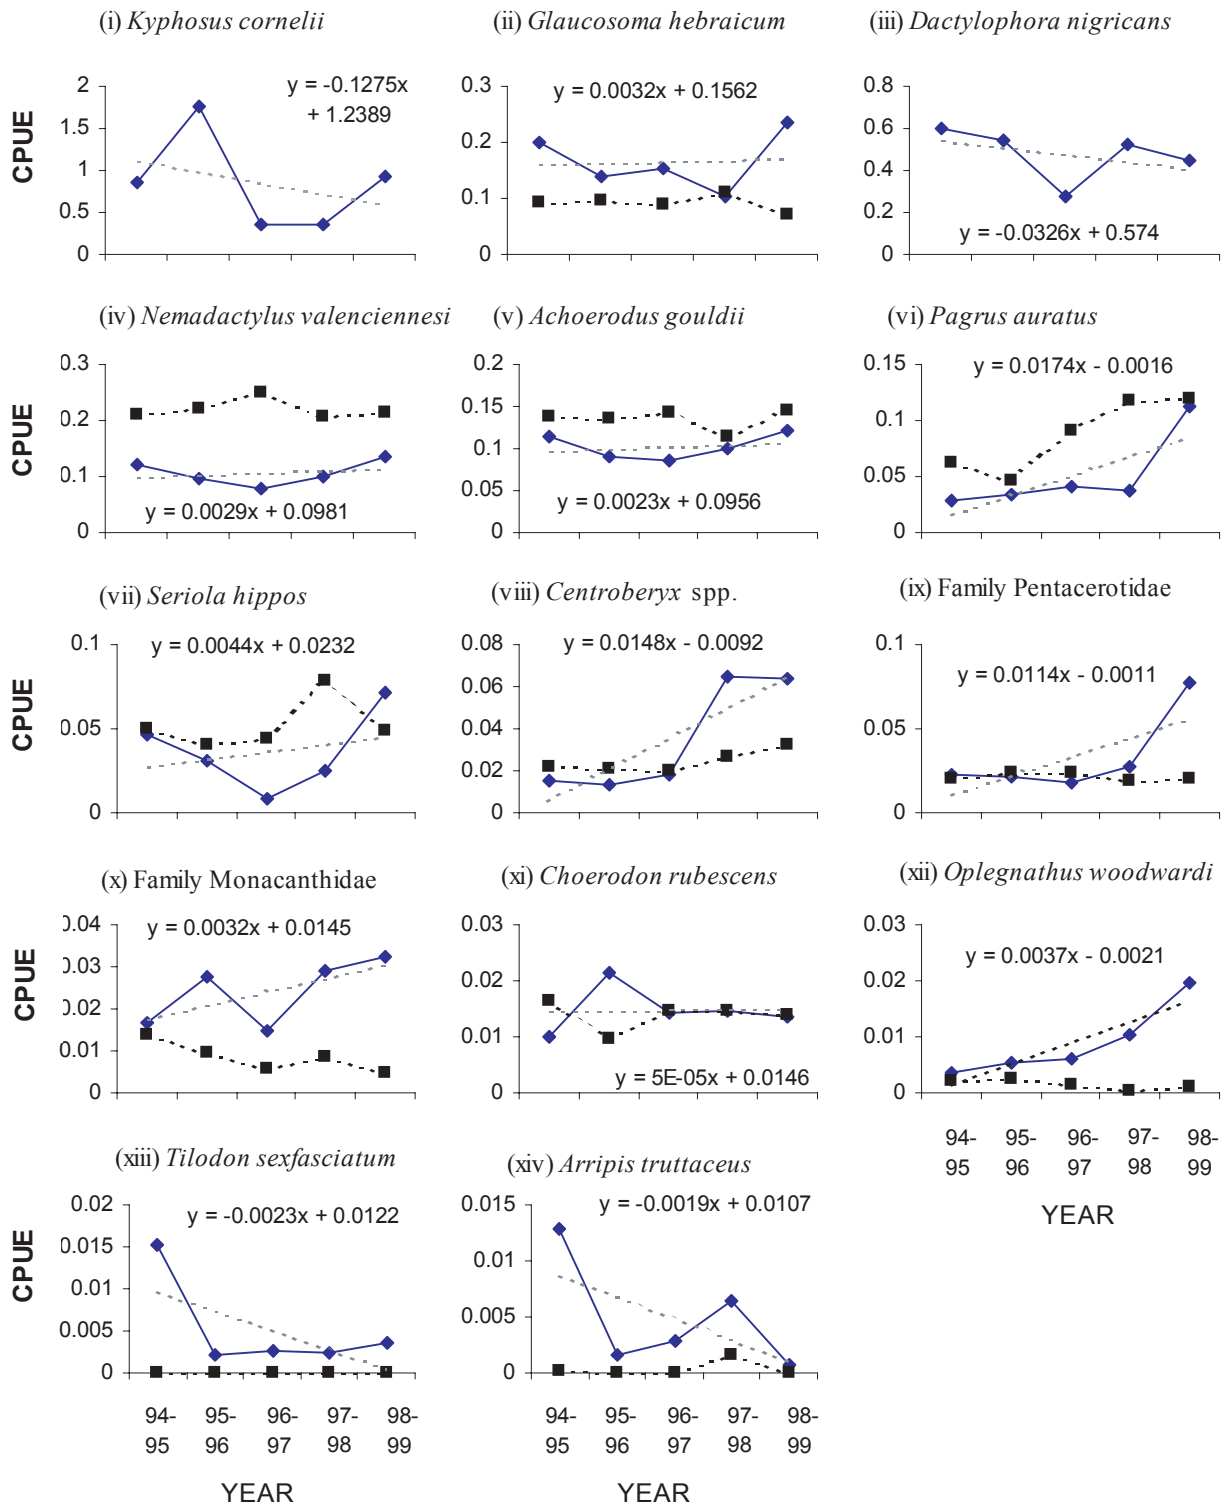 (i) Kyphosus cornelii
(ii) Glaucosoma hebraicum
(iii) Dactylophora nigricans
CPUE
2
1.5
1
0.5
0
y = -0.1275x
+ 1.2389
0.3
0.2
0.1
0
y = 0.0032x + 0.1562
0.8
0.6
0.4
0.2
0
y = -0.0326x + 0.574
(iv) Nemadactylus valenciennesi
(v) Achoerodus gouldii
(vi) Pagrus auratus
CPUE
0.3
0.2
0.1
0
y = 0.0029x + 0.0981
0.2
0.15
0.1
0.05
0
y = 0.0023x + 0.0956
0.15
0.1
0.05
0
y = 0.0174x - 0.0016
(vii) Seriola hippos
(viii) Centroberyx spp.
(ix) Family Pentacerotidae
CPUE
0.1
0.05
0
y = 0.0044x + 0.0232
0.08
0.06
0.04
0.02
0
y = 0.0148x - 0.0092
0.1
0.05
0
y = 0.0114x - 0.0011
(x) Family Monacanthidae
(xi) Choerodon rubescens
(xii) Oplegnathus woodwardi
CPUE
0.04
0.03
0.02
0.01
0
y = 0.0032x + 0.0145
0.03
0.02
0.01
0
y = 5E-05x + 0.0146
0.03
0.02
0.01
0
y = 0.0037x - 0.0021
94-
95
95-
96
96-
97
97-
98
98-
99
YEAR
(xiii) Tilodon sexfasciatum
(xiv) Arripis truttaceus
CPUE
0.02
0.015
0.01
0.005
0
y = -0.0023x + 0.0122
94-
95
95-
96
96-
97
97-
98
98-
99
YEAR
0.015
0.01
0.005
0
y = -0.0019x + 0.0107
94-
95
95-
96
96-
97
97-
98
98-
99
YEAR